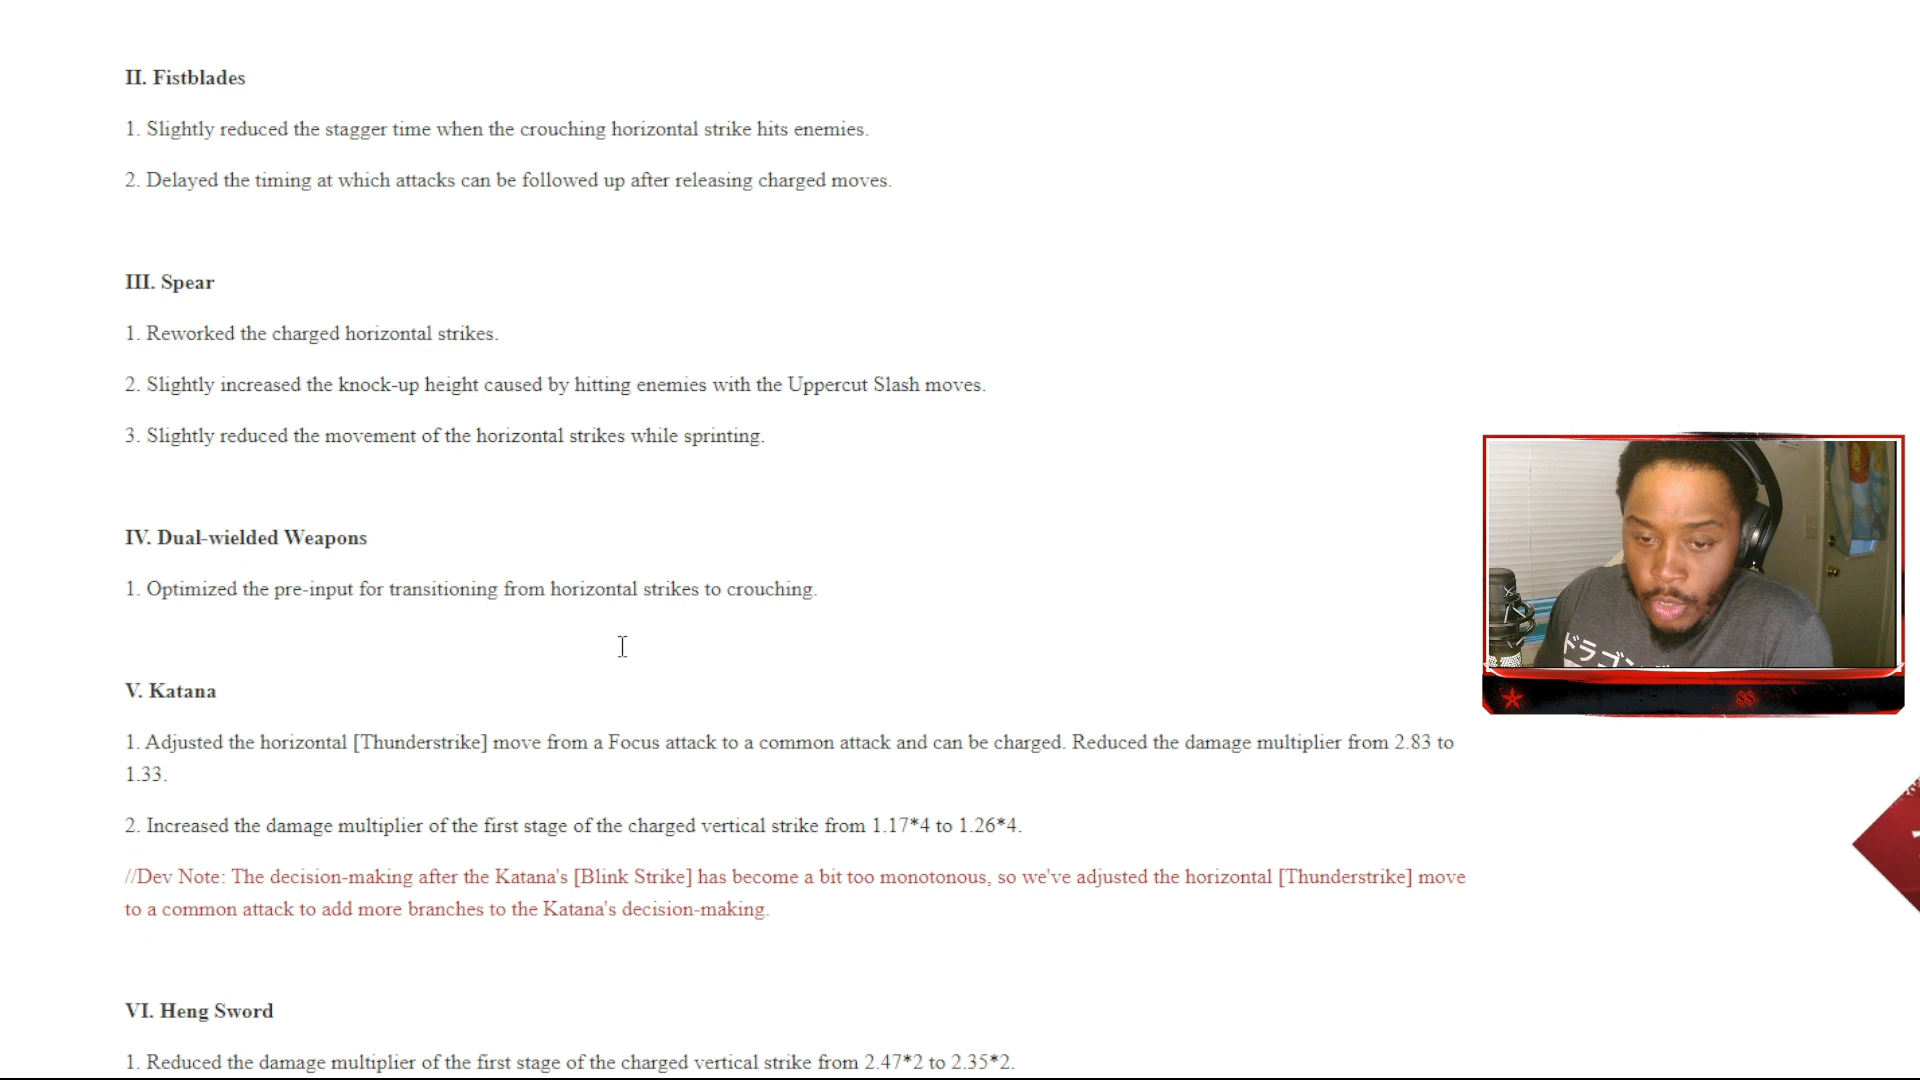 II. Fistblades
1. Slightly reduced the stagger time when the crouching horizontal strike hits enemies.
2. Delayed the timing at which attacks can be followed up after releasing charged moves.
III. Spear
1. Reworked the charged horizontal strikes.
2. Slightly increased the knock-up height caused by hitting enemies with the Uppercut Slash moves.
3. Slightly reduced the movement of the horizontal strikes while sprinting.
IV. Dual-wielded Weapons
1. Optimized the pre-input for transitioning from horizontal strikes to crouching.
V. Katana
1. Adjusted the horizontal [Thunderstrike] move from a Focus attack to a common attack and can be charged. Reduced the damage multiplier from 2.83 to
1.33.
2. Increased the damage multiplier of the first stage of the charged vertical strike from 1.17*4 to 1.26*4.
//Dev Note: The decision-making after the Katana's [Blink Strike] has become a bit too monotonous, so we've adjusted the horizontal [Thunderstrike] move
to a common attack to add more branches to the Katana's decision-making.
VI. Heng Sword
1. Reduced the damage multiplier of the first stage of the charged vertical strike from 2.47*2 to 2.35*2.
ドラゴン